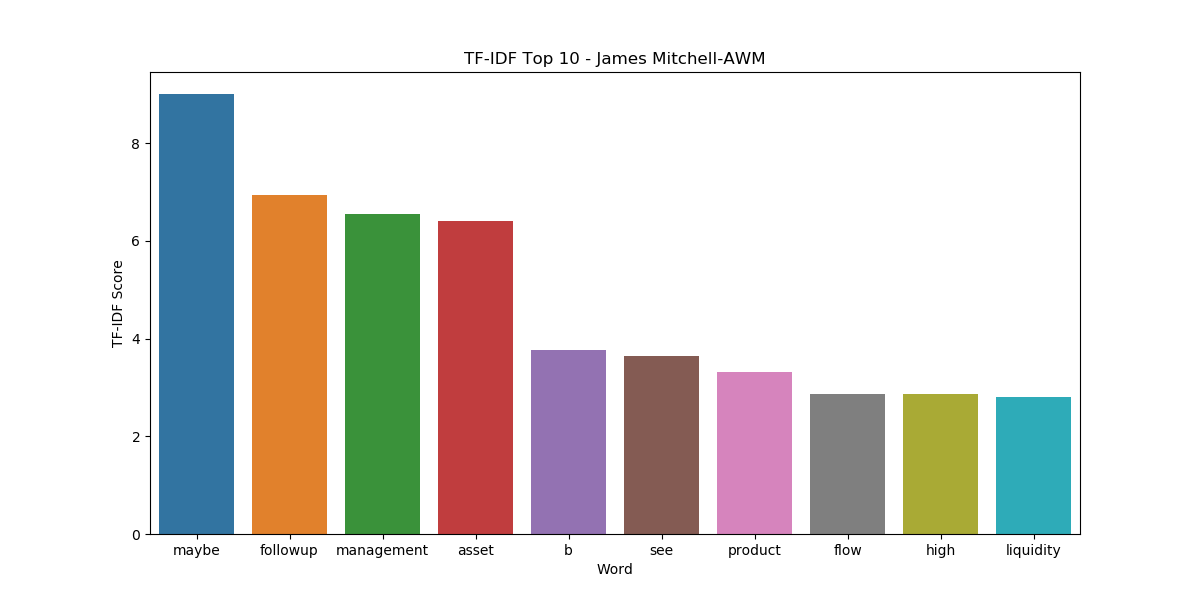 TF-IDF Top 10 - James Mitchell-AWM
TF-IDF Score
8
6
4
2
0
maybe followup management asset b see product flow high liquidity
Word